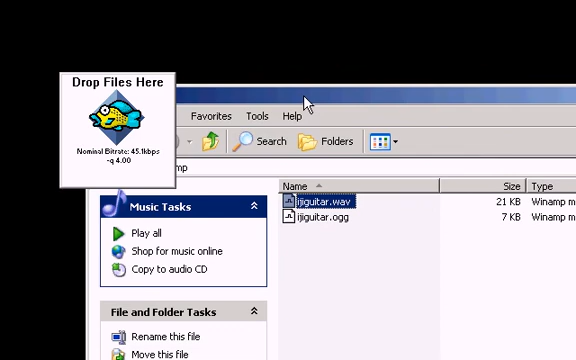 Drop Files Here
Nominal Bitrate: 45.1kbps
-q 4.00
Favorites Tools Help
Search Folders
mp
Name Size Type
ijiguitar.wav 21 KB Winamp m
ijiguitar.ogg 7 KB Winamp m
Music Tasks
Play all
Shop for music online
Copy to audio CD
File and Folder Tasks
Rename this file
Move this file